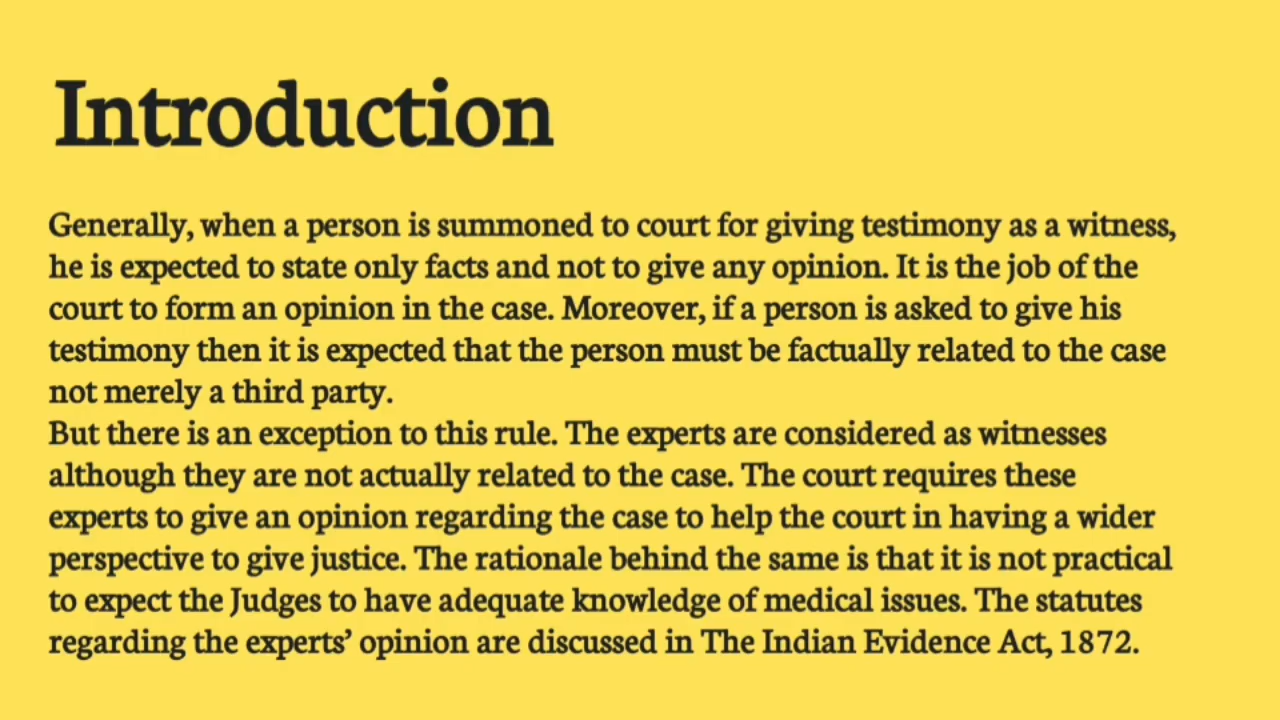 Introduction
Generally, when a person is summoned to court for giving testimony as a witness,
he is expected to state only facts and not to give any opinion. It is the job of the
court to form an opinion in the case. Moreover, if a person is asked to give his
testimony then it is expected that the person must be factually related to the case
not merely a third party.
But there is an exception to this rule. The experts are considered as witnesses
although they are not actually related to the case. The court requires these
experts to give an opinion regarding the case to help the court in having a wider
perspective to give justice. The rationale behind the same is that it is not practical
to expect the Judges to have adequate knowledge of medical issues. The statutes
regarding the experts’ opinion are discussed in The Indian Evidence Act, 1872.